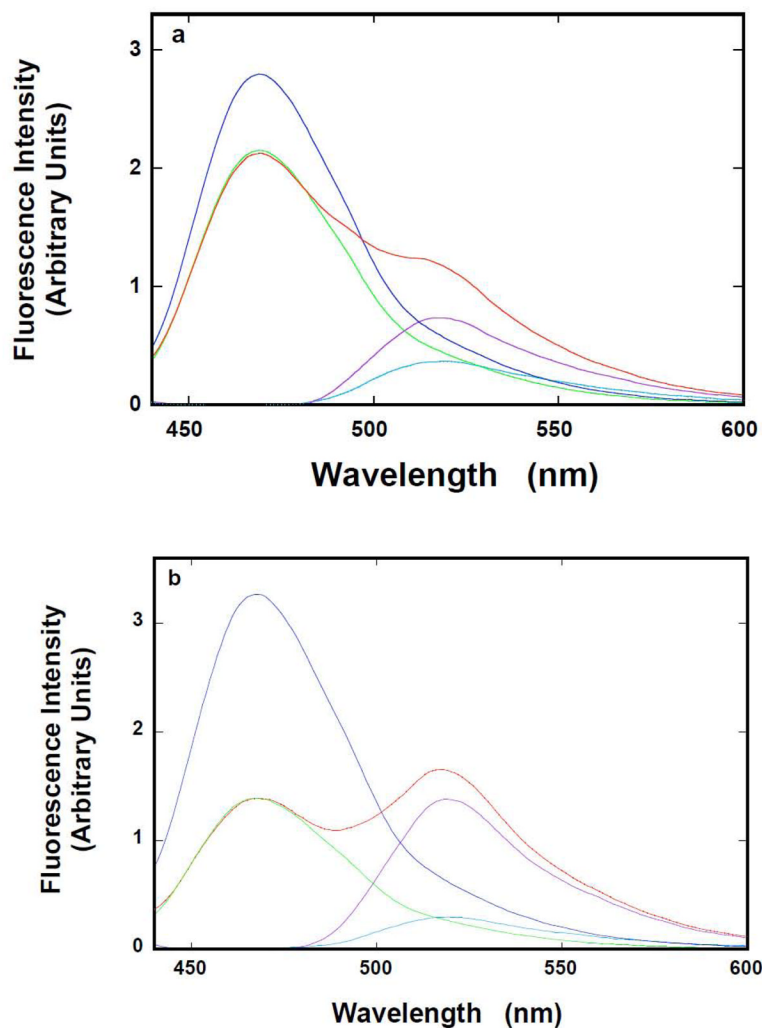 a
3
2
1
0
Fluorescence Intensity
(Arbitrary Units)
450
500
550
600
Wavelength (nm)
b
3
2
1
0
Fluorescence Intensity
(Arbitrary Units)
450
500
550
600
Wavelength (nm)